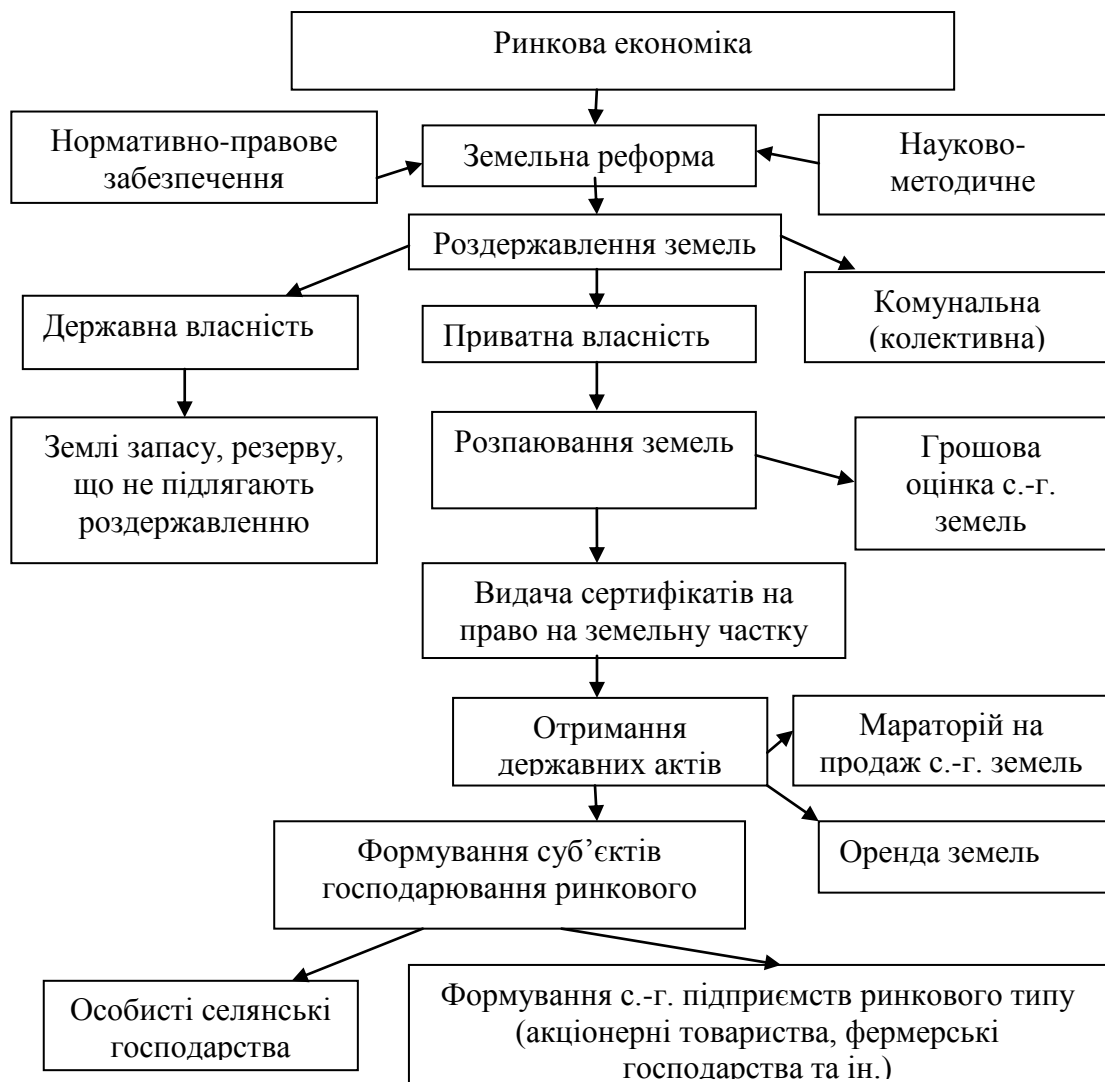 Ринкова економіка
Нормативно-правове
забезпечення
Земельна реформа
Науково-
методичне
Роздержавлення земель
Державна власність
Приватна власність
Комунальна
(колективна)
Землі запасу, резерву,
що не підлягають
роздержавленню
Розпаювання земель
Грошова
оцінка с.-г.
земель
Видача сертифікатів на
право на земельну частку
Отримання
державних актів
Мараторій на
продаж с.-г. земель
Оренда земель
Формування суб’єктів
господарювання ринкового
Особисті селянські
господарства
Формування с.-г. підприємств ринкового типу
(акціонерні товариства, фермерські
господарства та ін.)